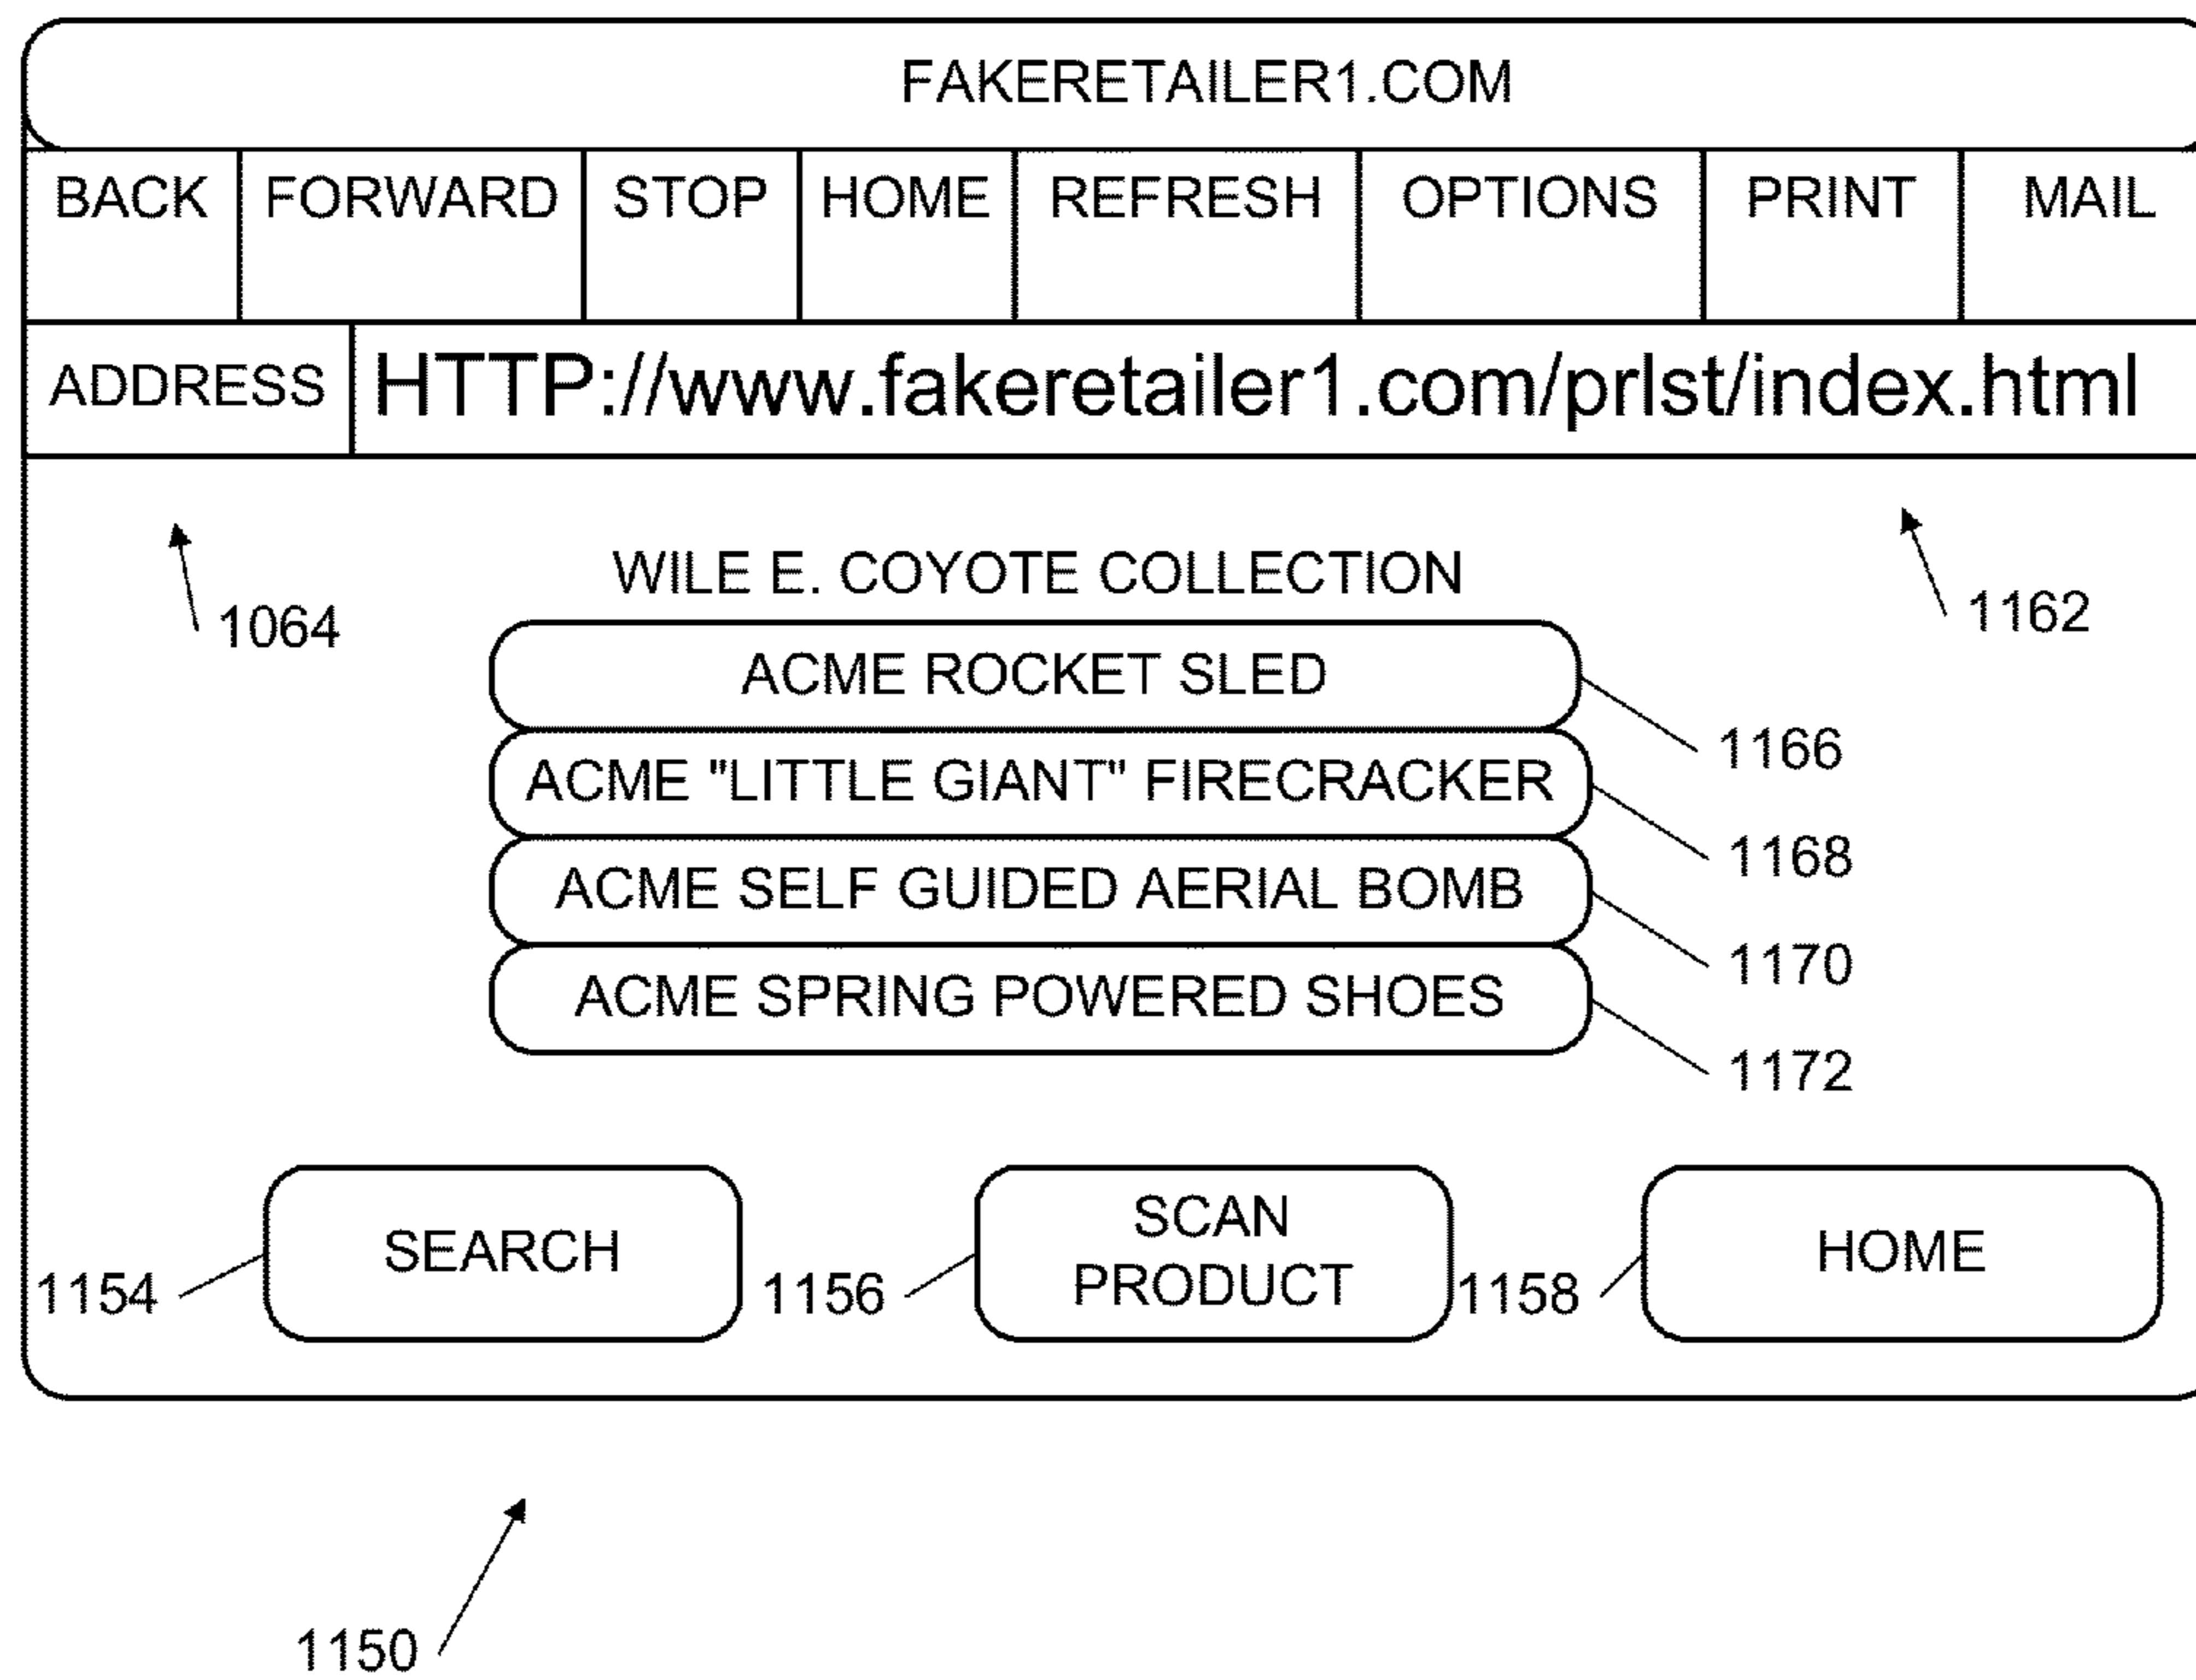 FAKERETAILER1.COM
BACK FORWARD STOP HOME REFRESH OPTIONS PRINT MAIL
ADDRESS HTTP://www.fakeretailer1.com/prlst/index.html
WILE E. COYOTE COLLECTION
1064
1162
ACME ROCKET SLED
1166
ACME "LITTLE GIANT" FIRECRACKER
1168
ACME SELF GUIDED AERIAL BOMB
1170
ACME SPRING POWERED SHOES
1172
1154
SEARCH
1156
SCAN
PRODUCT
1158
HOME
1150